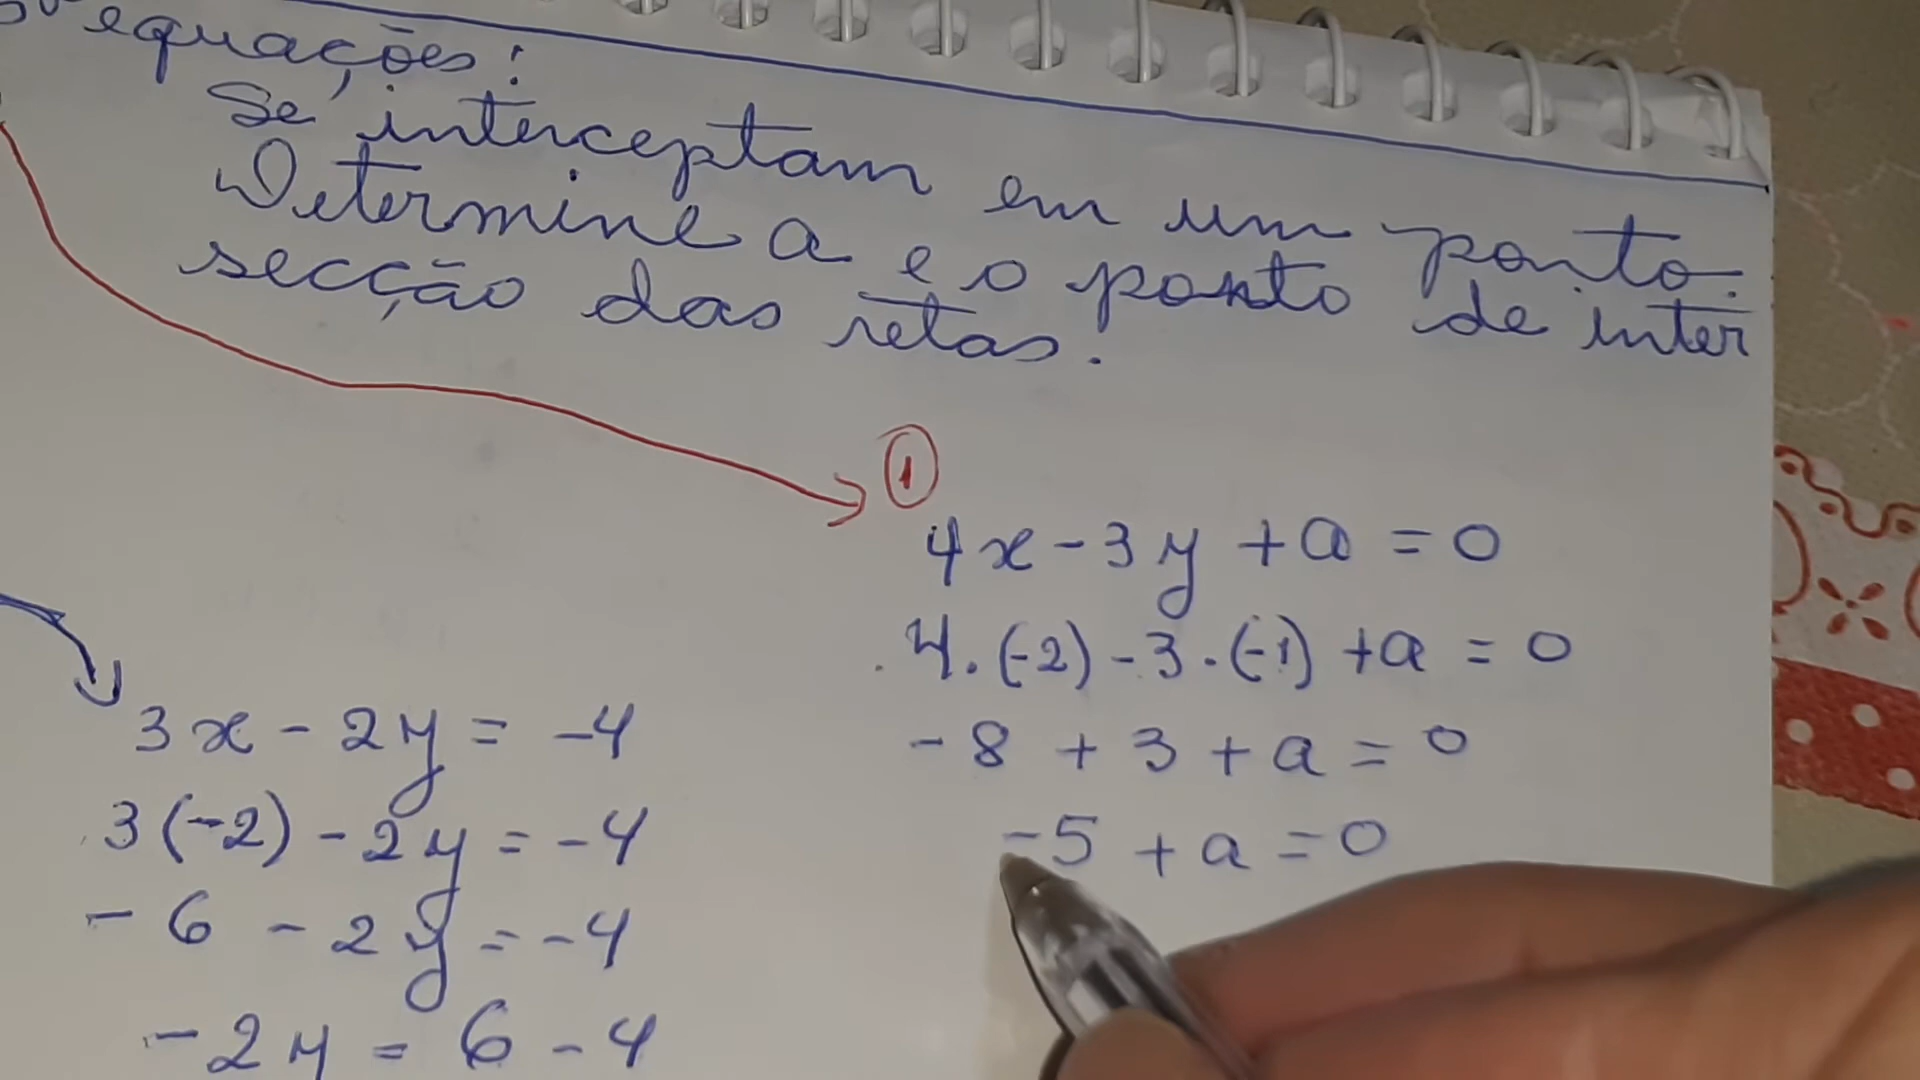 equações:
Se interceptam em um ponto.
Determine a e o ponto de inter
secção das retas.
1
4x - 3y + a = 0
4.(-2) - 3.(-1) + a = 0
-8 + 3 + a = 0
-5 + a = 0
3x - 2y = -4
3(-2) - 2y = -4
-6 - 2y = -4
-2y = 6 - 4